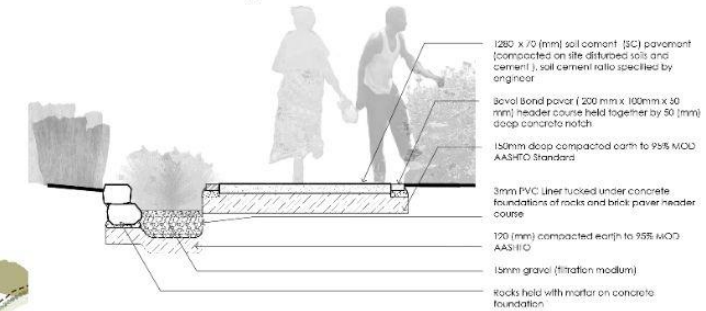 1280 x 70 (mm) soil cement (SC) pavement
(compacted on site disturbed soils and
cement ), soil cement ratio specified by
engineer
Bevel Bond paver ( 200 mm x 100mm x 50
mm) header course held together by 50 (mm)
deep concrete notch
150mm deep compacted earth to 95% MOD
AASHTO Standard
3mm PVC Liner tucked under concrete
foundations of rocks and brick paver header
course
120 (mm) compacted earth to 95% MOD
AASHTO
15mm gravel (filtration medium)
Rocks held with mortar on concrete
foundation